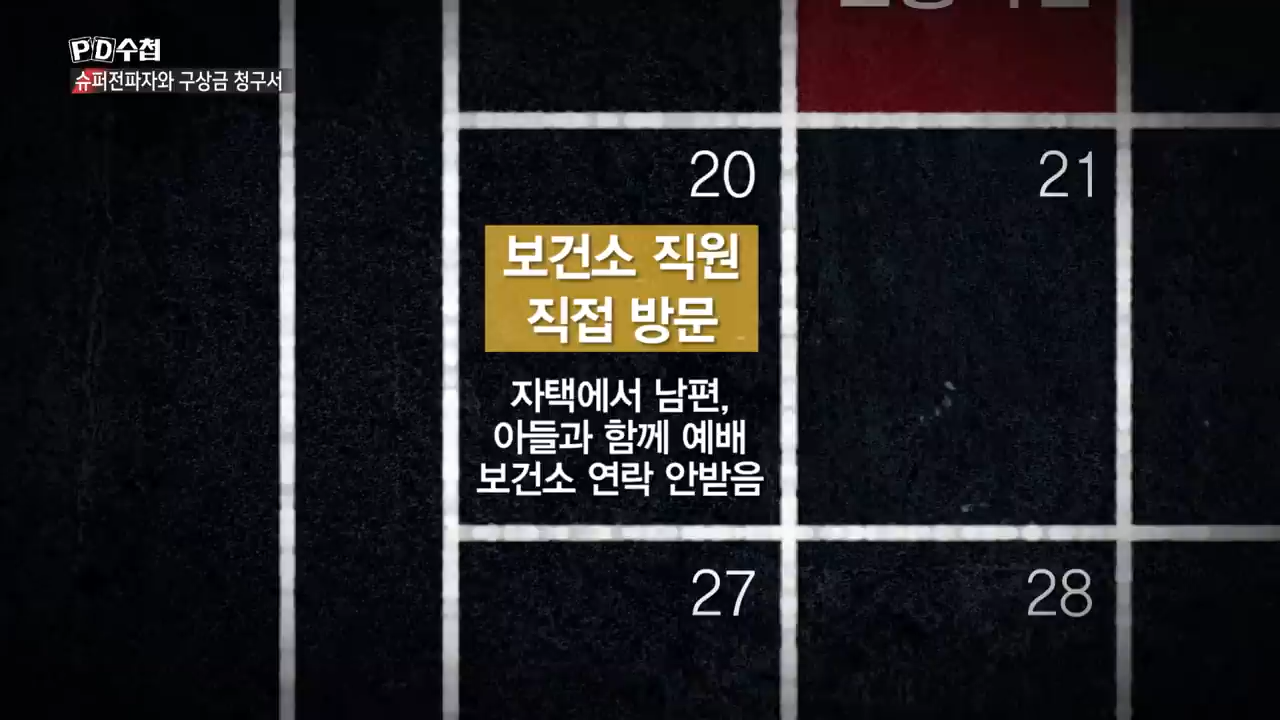 PD수첩
슈퍼전파자와 구상금 청구서
20
21
보건소 직원
직접 방문
자택에서 남편,
아들과 함께 예배
보건소 연락 안받음
27
28